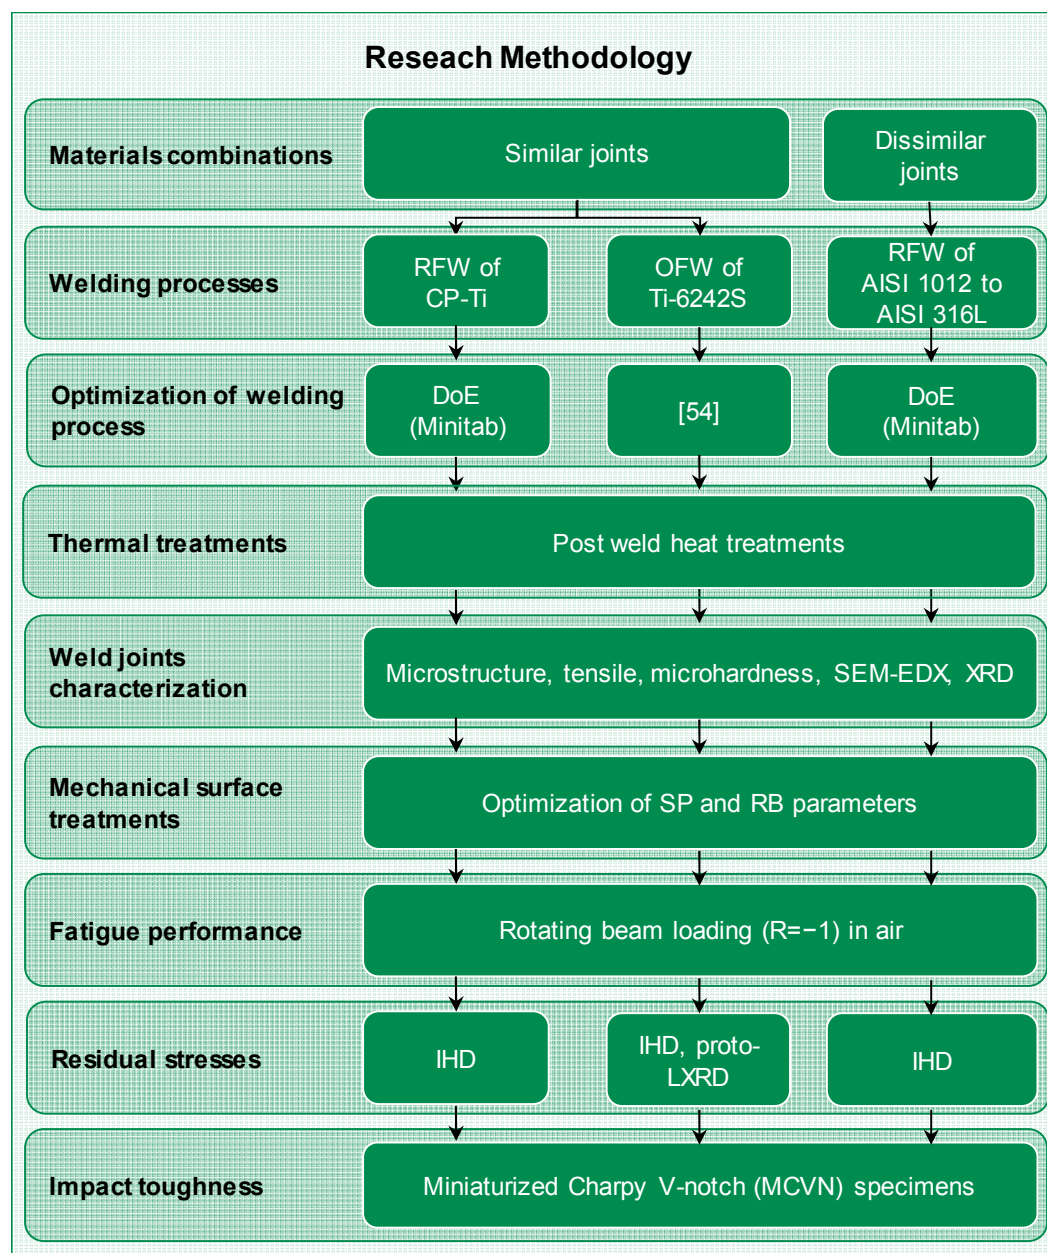 Reseach Methodology
Materials combinations
Similar joints
Dissimilar
joints
Welding processes
RFW of
CP-Ti
OFW of
Ti-6242S
RFW of
AISI 1012 to
AISI 316L
Optimization of welding
process
DoE
(Minitab)
[54]
DoE
(Minitab)
Thermal treatments
Post weld heat treatments
Weld joints
characterization
Microstructure, tensile, microhardness, SEM-EDX, XRD
Mechanical surface
treatments
Optimization of SP and RB parameters
Fatigue performance
Rotating beam loading (R=−1) in air
Residual stresses
IHD
IHD, proto-
LXRD
IHD
Impact toughness
Miniaturized Charpy V-notch (MCVN) specimens